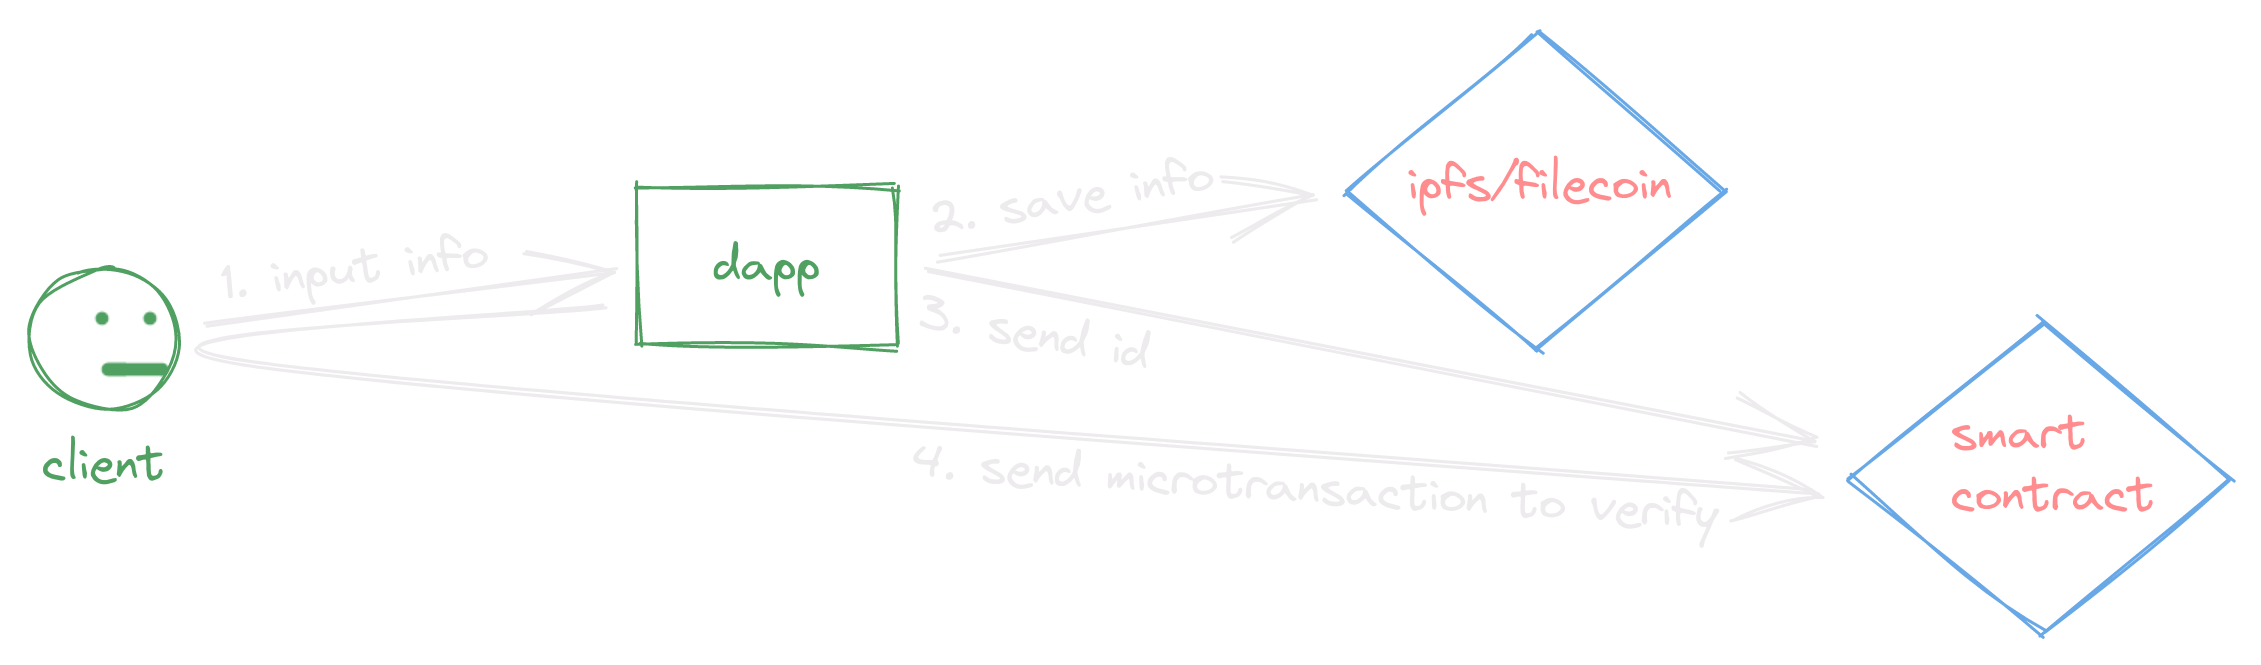 1. input info
client
dapp
2. save info
3. send id
4. send microtransaction to verify
ipfs/filecoin
smart
contract